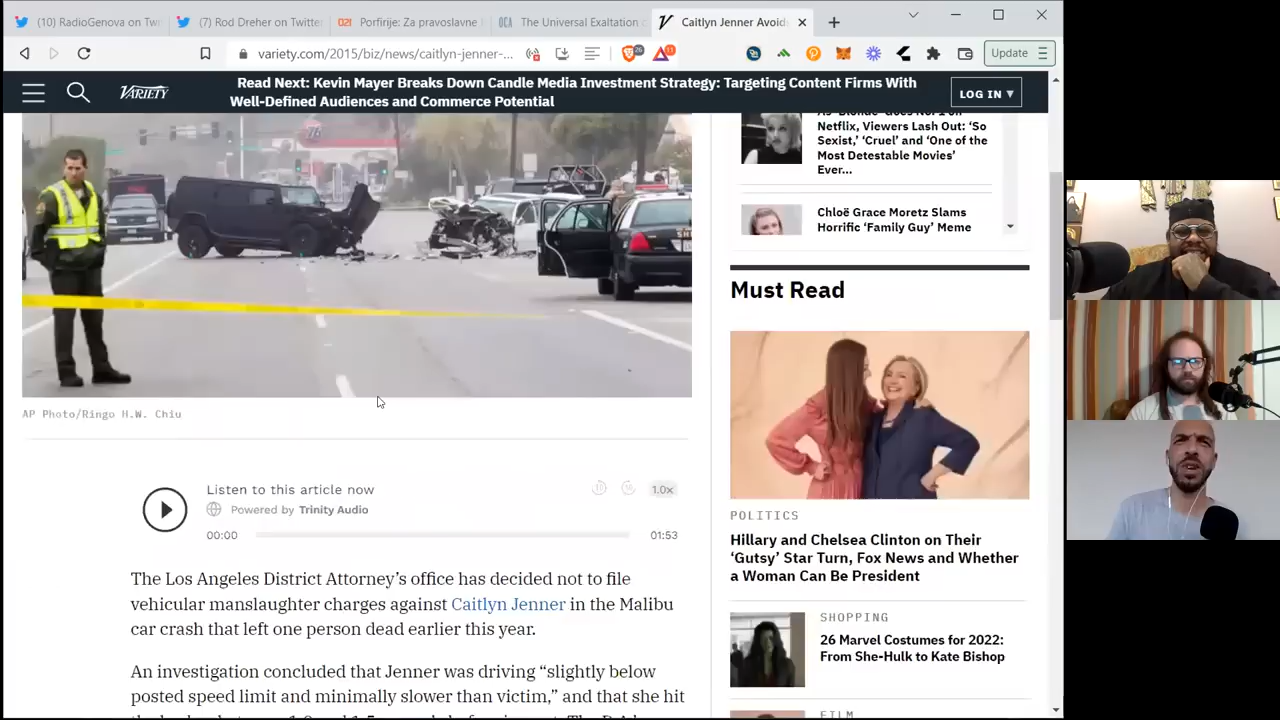 (10) RadioGenova on Tw
(7) Rod Dreher on Twitte
021
Porfirije: Za pravoslavne
OCA
The Universal Exaltation
Caitlyn Jenner Avoid
variety.com/2015/biz/news/caitlyn-jenner-...
26
11
Update
VARIETY
Read Next: Kevin Mayer Breaks Down Candle Media Investment Strategy: Targeting Content Firms With
Well-Defined Audiences and Commerce Potential
LOG IN ▾
76
AP Photo/Ringo H.W. Chiu
Listen to this article now
10
1.0x
Powered by Trinity Audio
00:00
01:53
The Los Angeles District Attorney's office has decided not to file
vehicular manslaughter charges against Caitlyn Jenner in the Malibu
car crash that left one person dead earlier this year.
An investigation concluded that Jenner was driving “slightly below
posted speed limit and minimally slower than victim,” and that she hit
Netflix, Viewers Lash Out: ‘So
Sexist,’ ‘Cruel’ and ‘One of the
Most Detestable Movies’
Ever...
Chloë Grace Moretz Slams
Horrific ‘Family Guy’ Meme
Must Read
POLITICS
Hillary and Chelsea Clinton on Their
‘Gutsy’ Star Turn, Fox News and Whether
a Woman Can Be President
SHOPPING
26 Marvel Costumes for 2022:
From She-Hulk to Kate Bishop
FILM